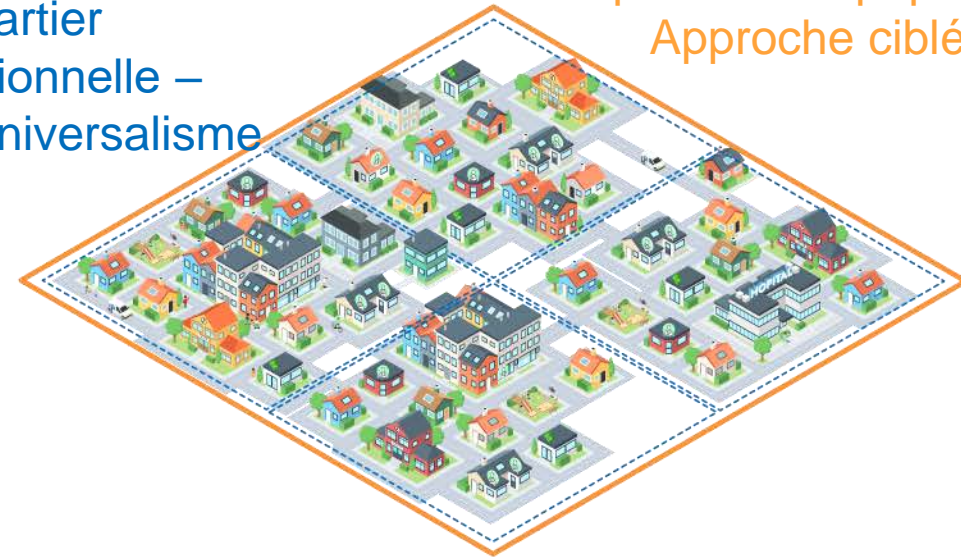 artier
ionnelle –
niversalisme
Approche ciblé
HOPITAL